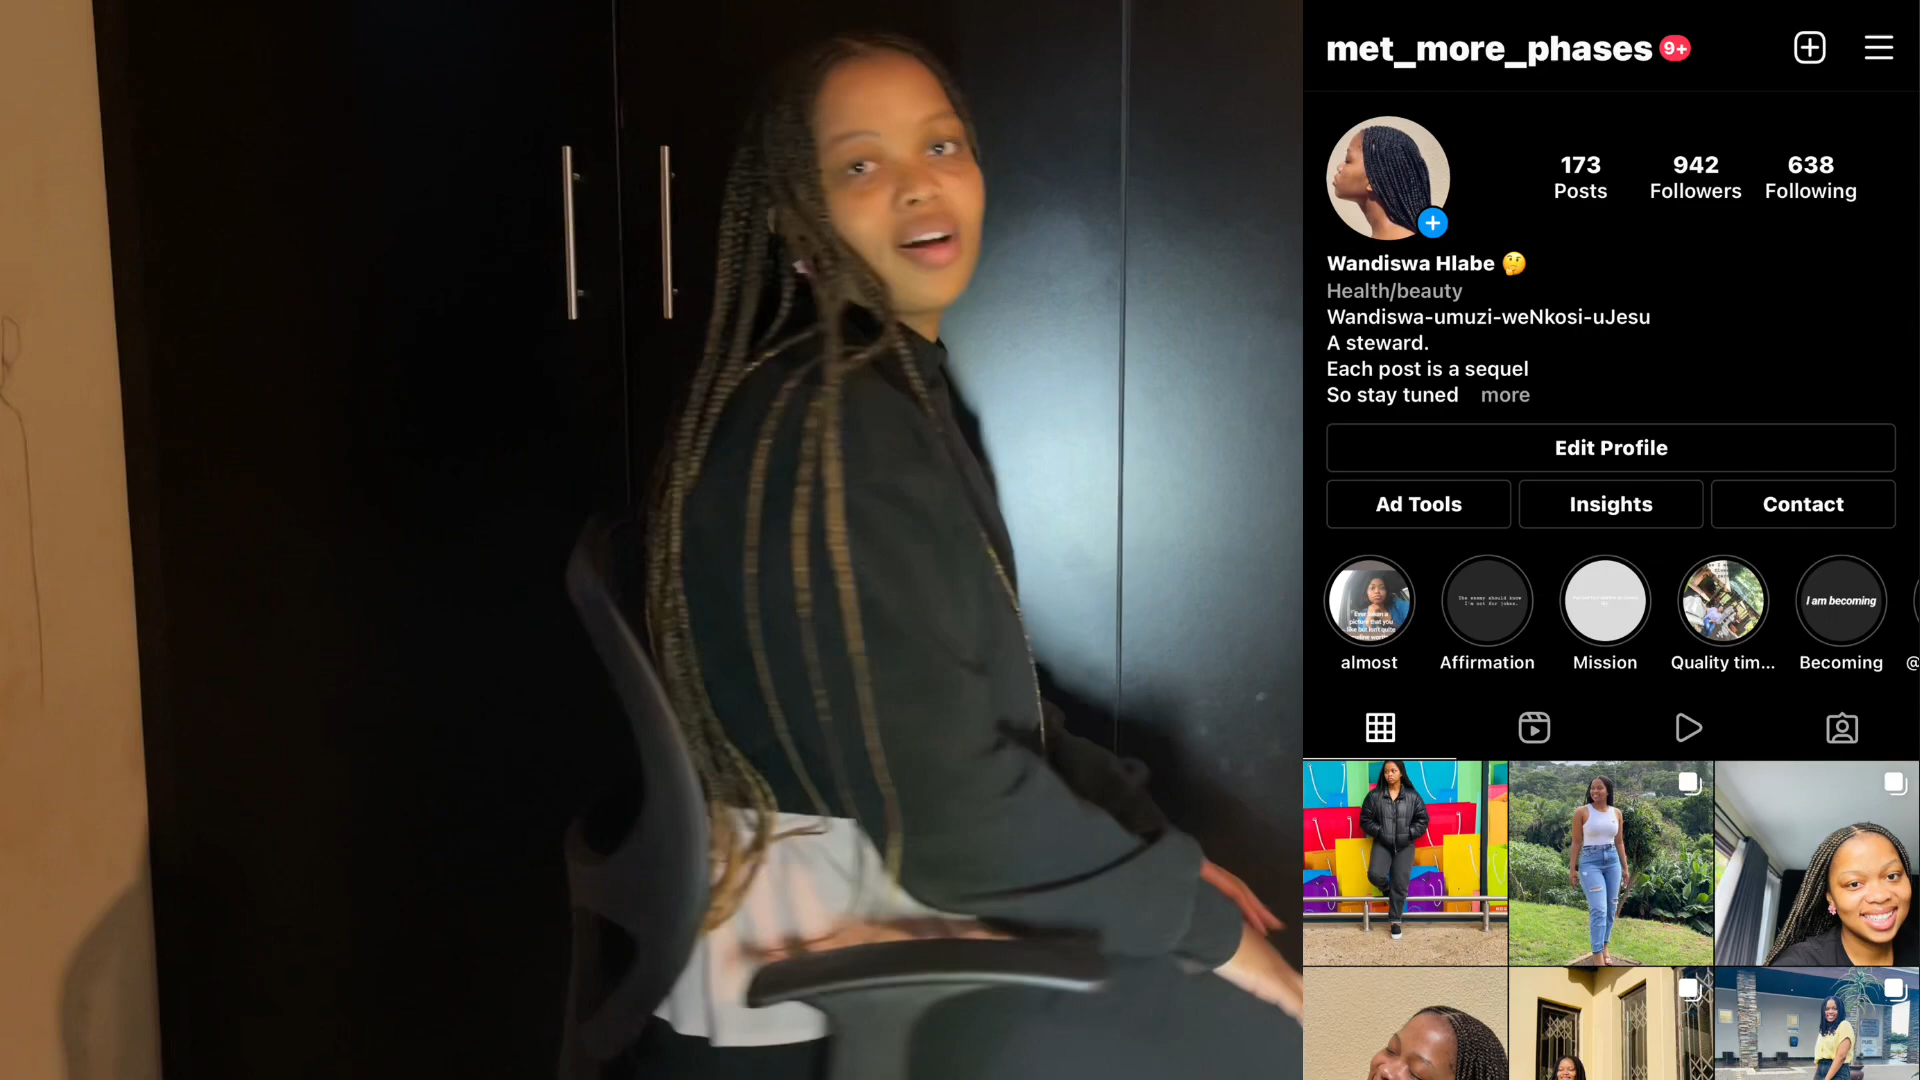 met_more_phases 9+
173 942 638
Posts Followers Following
Wandiswa Hlabe 🤔
Health/beauty
Wandiswa-umuzi-weNkosi-uJesu
A steward.
Each post is a sequel
So stay tuned more
Edit Profile
Ad Tools Insights Contact
I am becoming
almost Affirmation Mission Quality tim... Becoming @